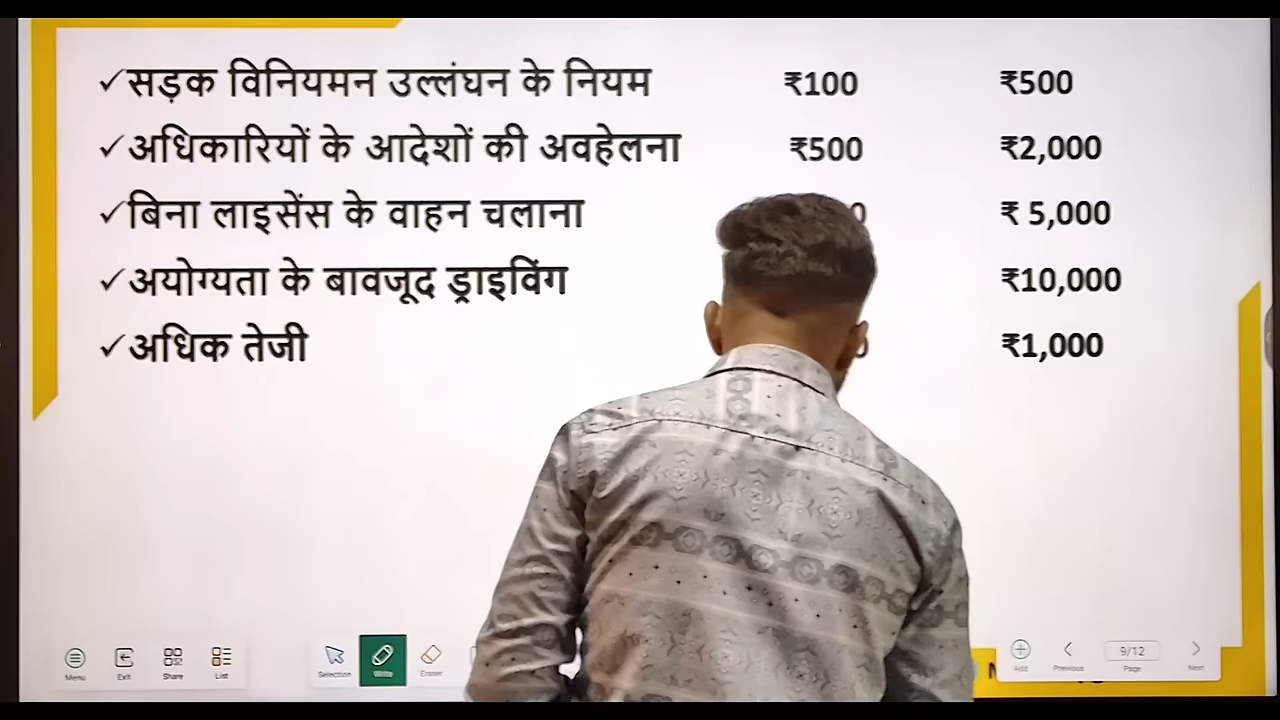 ✓सड़क विनियमन उल्लंघन के नियम ₹100 ₹500
✓अधिकारियों के आदेशों की अवहेलना ₹500 ₹2,000
✓बिना लाइसेंस के वाहन चलाना ₹ 5,000
✓अयोग्यता के बावजूद ड्राइविंग ₹10,000
✓अधिक तेजी ₹1,000
Menu Exit Share List Selection Write Eraser Add Previous 9/12 Page Next